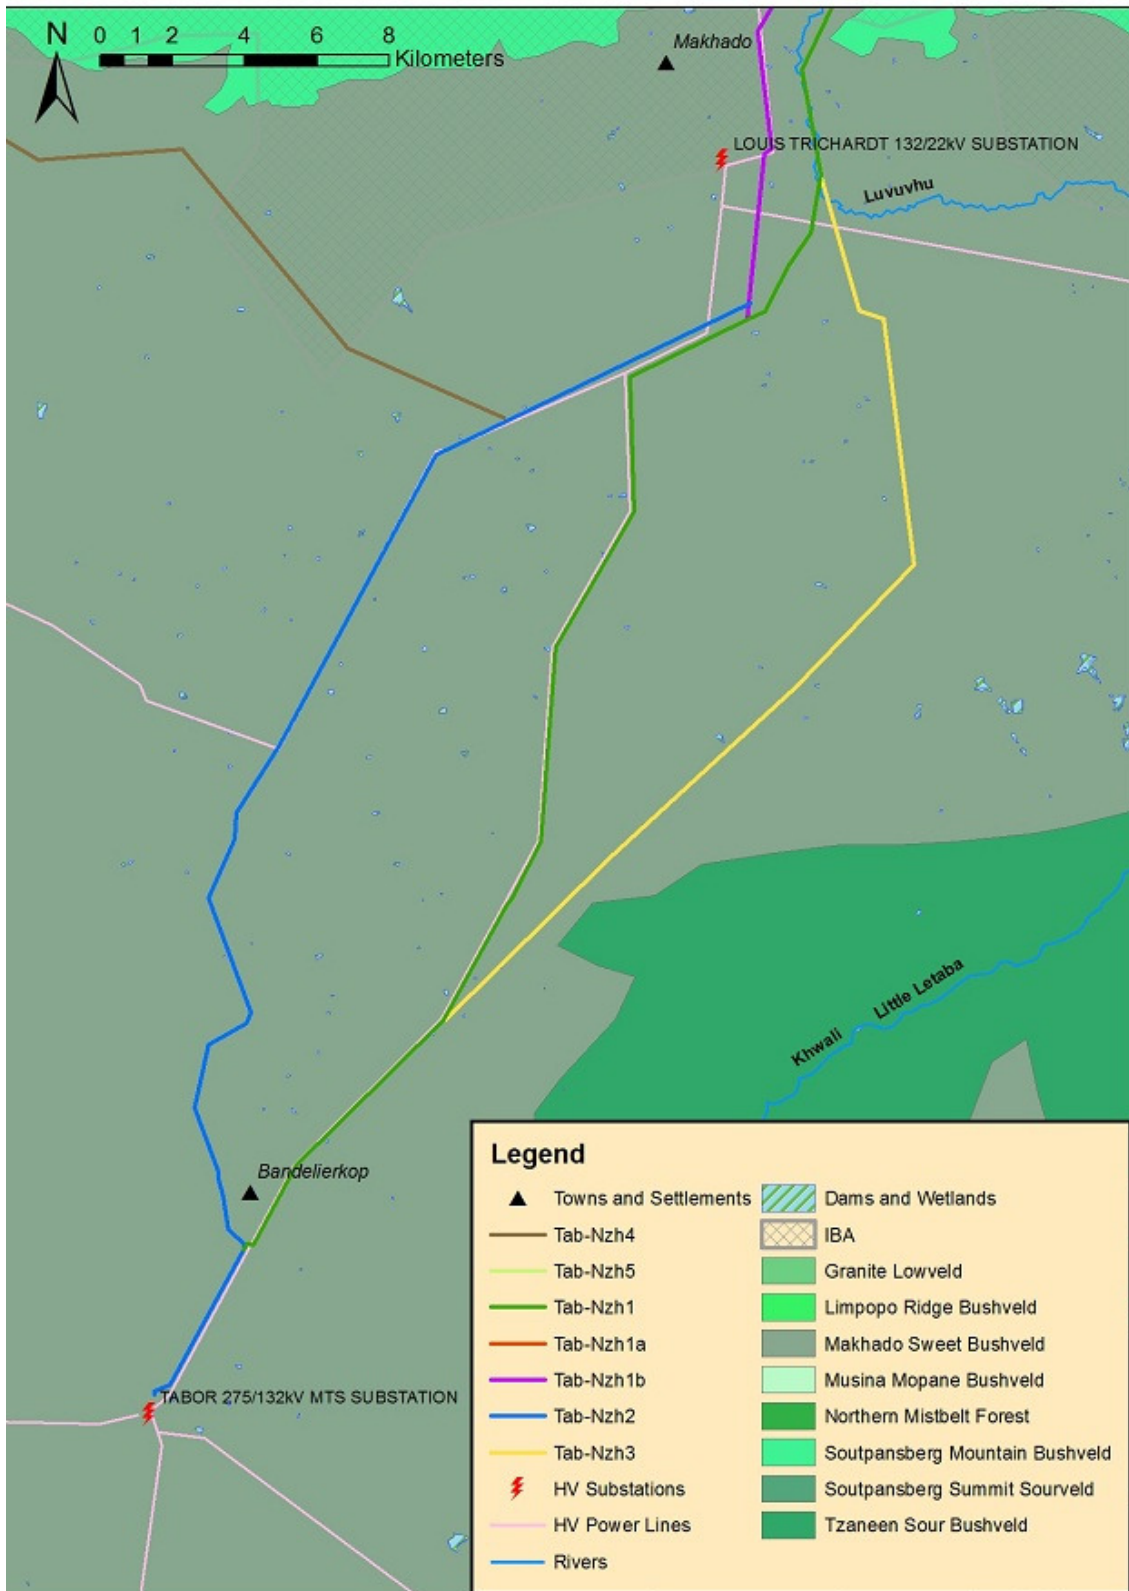 N
0 1 2 4 6 8
Kilometers
Makhado
LOUIS TRICHARDT 132/22kV SUBSTATION
Luvuvhu
Little Letaba
Khwali
Bandelierkop
TABOR 275/132kV MTS SUBSTATION
Legend
Towns and Settlements
Tab-Nzh4
Tab-Nzh5
Tab-Nzh1
Tab-Nzh1a
Tab-Nzh1b
Tab-Nzh2
Tab-Nzh3
HV Substations
HV Power Lines
Rivers
Dams and Wetlands
IBA
Granite Lowveld
Limpopo Ridge Bushveld
Makhado Sweet Bushveld
Musina Mopane Bushveld
Northern Mistbelt Forest
Soutpansberg Mountain Bushveld
Soutpansberg Summit Sourveld
Tzaneen Sour Bushveld